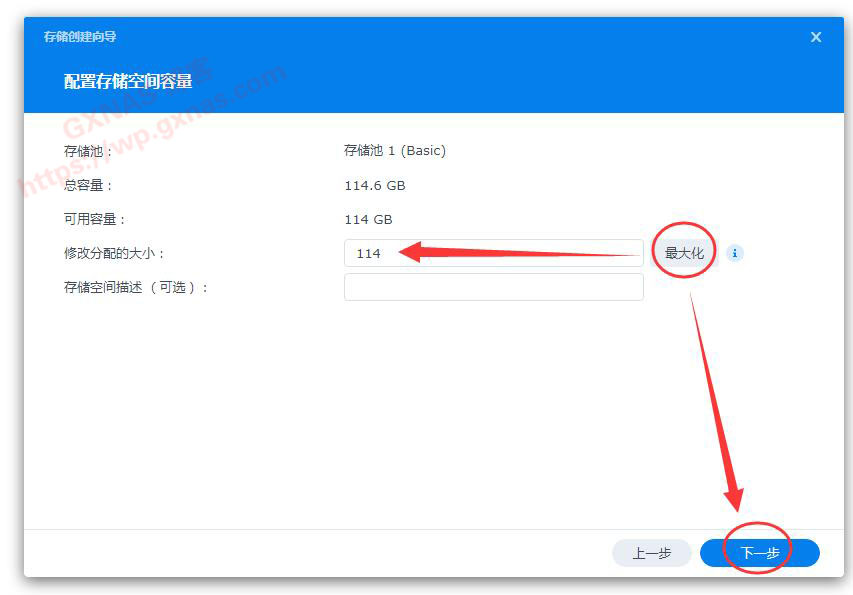 存储创建向导
配置存储空间容量
GXNAS博客
https://wp.gxnas.com
存储池：
存储池 1 (Basic)
总容量：
114.6 GB
可用容量：
114 GB
修改分配的大小：
114
最大化
i
存储空间描述（可选）：
上一步
下一步